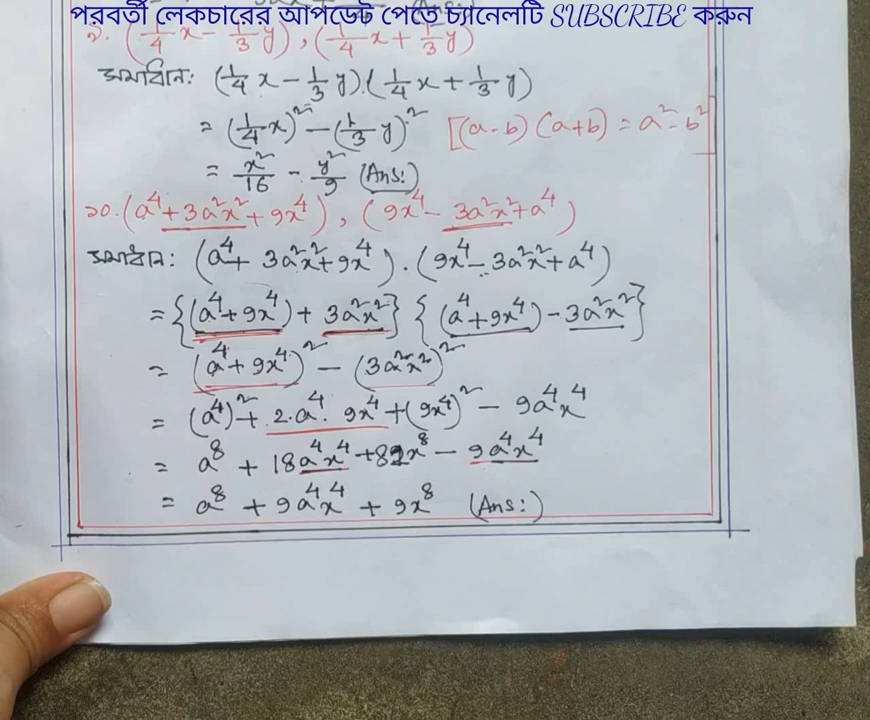 পরবর্তী লেকচারের আপডেট পেতে চ্যানেলটি SUBSCRIBE করুন
৯. (1/4 x − 1/3 y), (1/4 x + 1/3 y)
সমাধান: (1/4 x − 1/3 y).(1/4 x + 1/3 y)
= (1/4 x)² − (1/3 y)² [(a-b) (a+b) = a² - b²
= x²/16 − y²/9 (Ans:)
১০. (a⁴ + 3a²x² + 9x⁴), (9x⁴ − 3a²x² + a⁴)
সমাধান: (a⁴ + 3a²x² + 9x⁴).(9x⁴ − 3a²x² + a⁴)
= {(a⁴ + 9x⁴) + 3a²x²} {(a⁴ + 9x⁴) − 3a²x²}
= (a⁴ + 9x⁴)² − (3a²x²)²
= (a⁴)² + 2.a⁴. 9x⁴ + (9x⁴)² − 9a⁴x⁴
= a⁸ + 18a⁴x⁴ + 81x⁸ − 9a⁴x⁴
= a⁸ + 9a⁴x⁴ + 9x⁸ (Ans:)